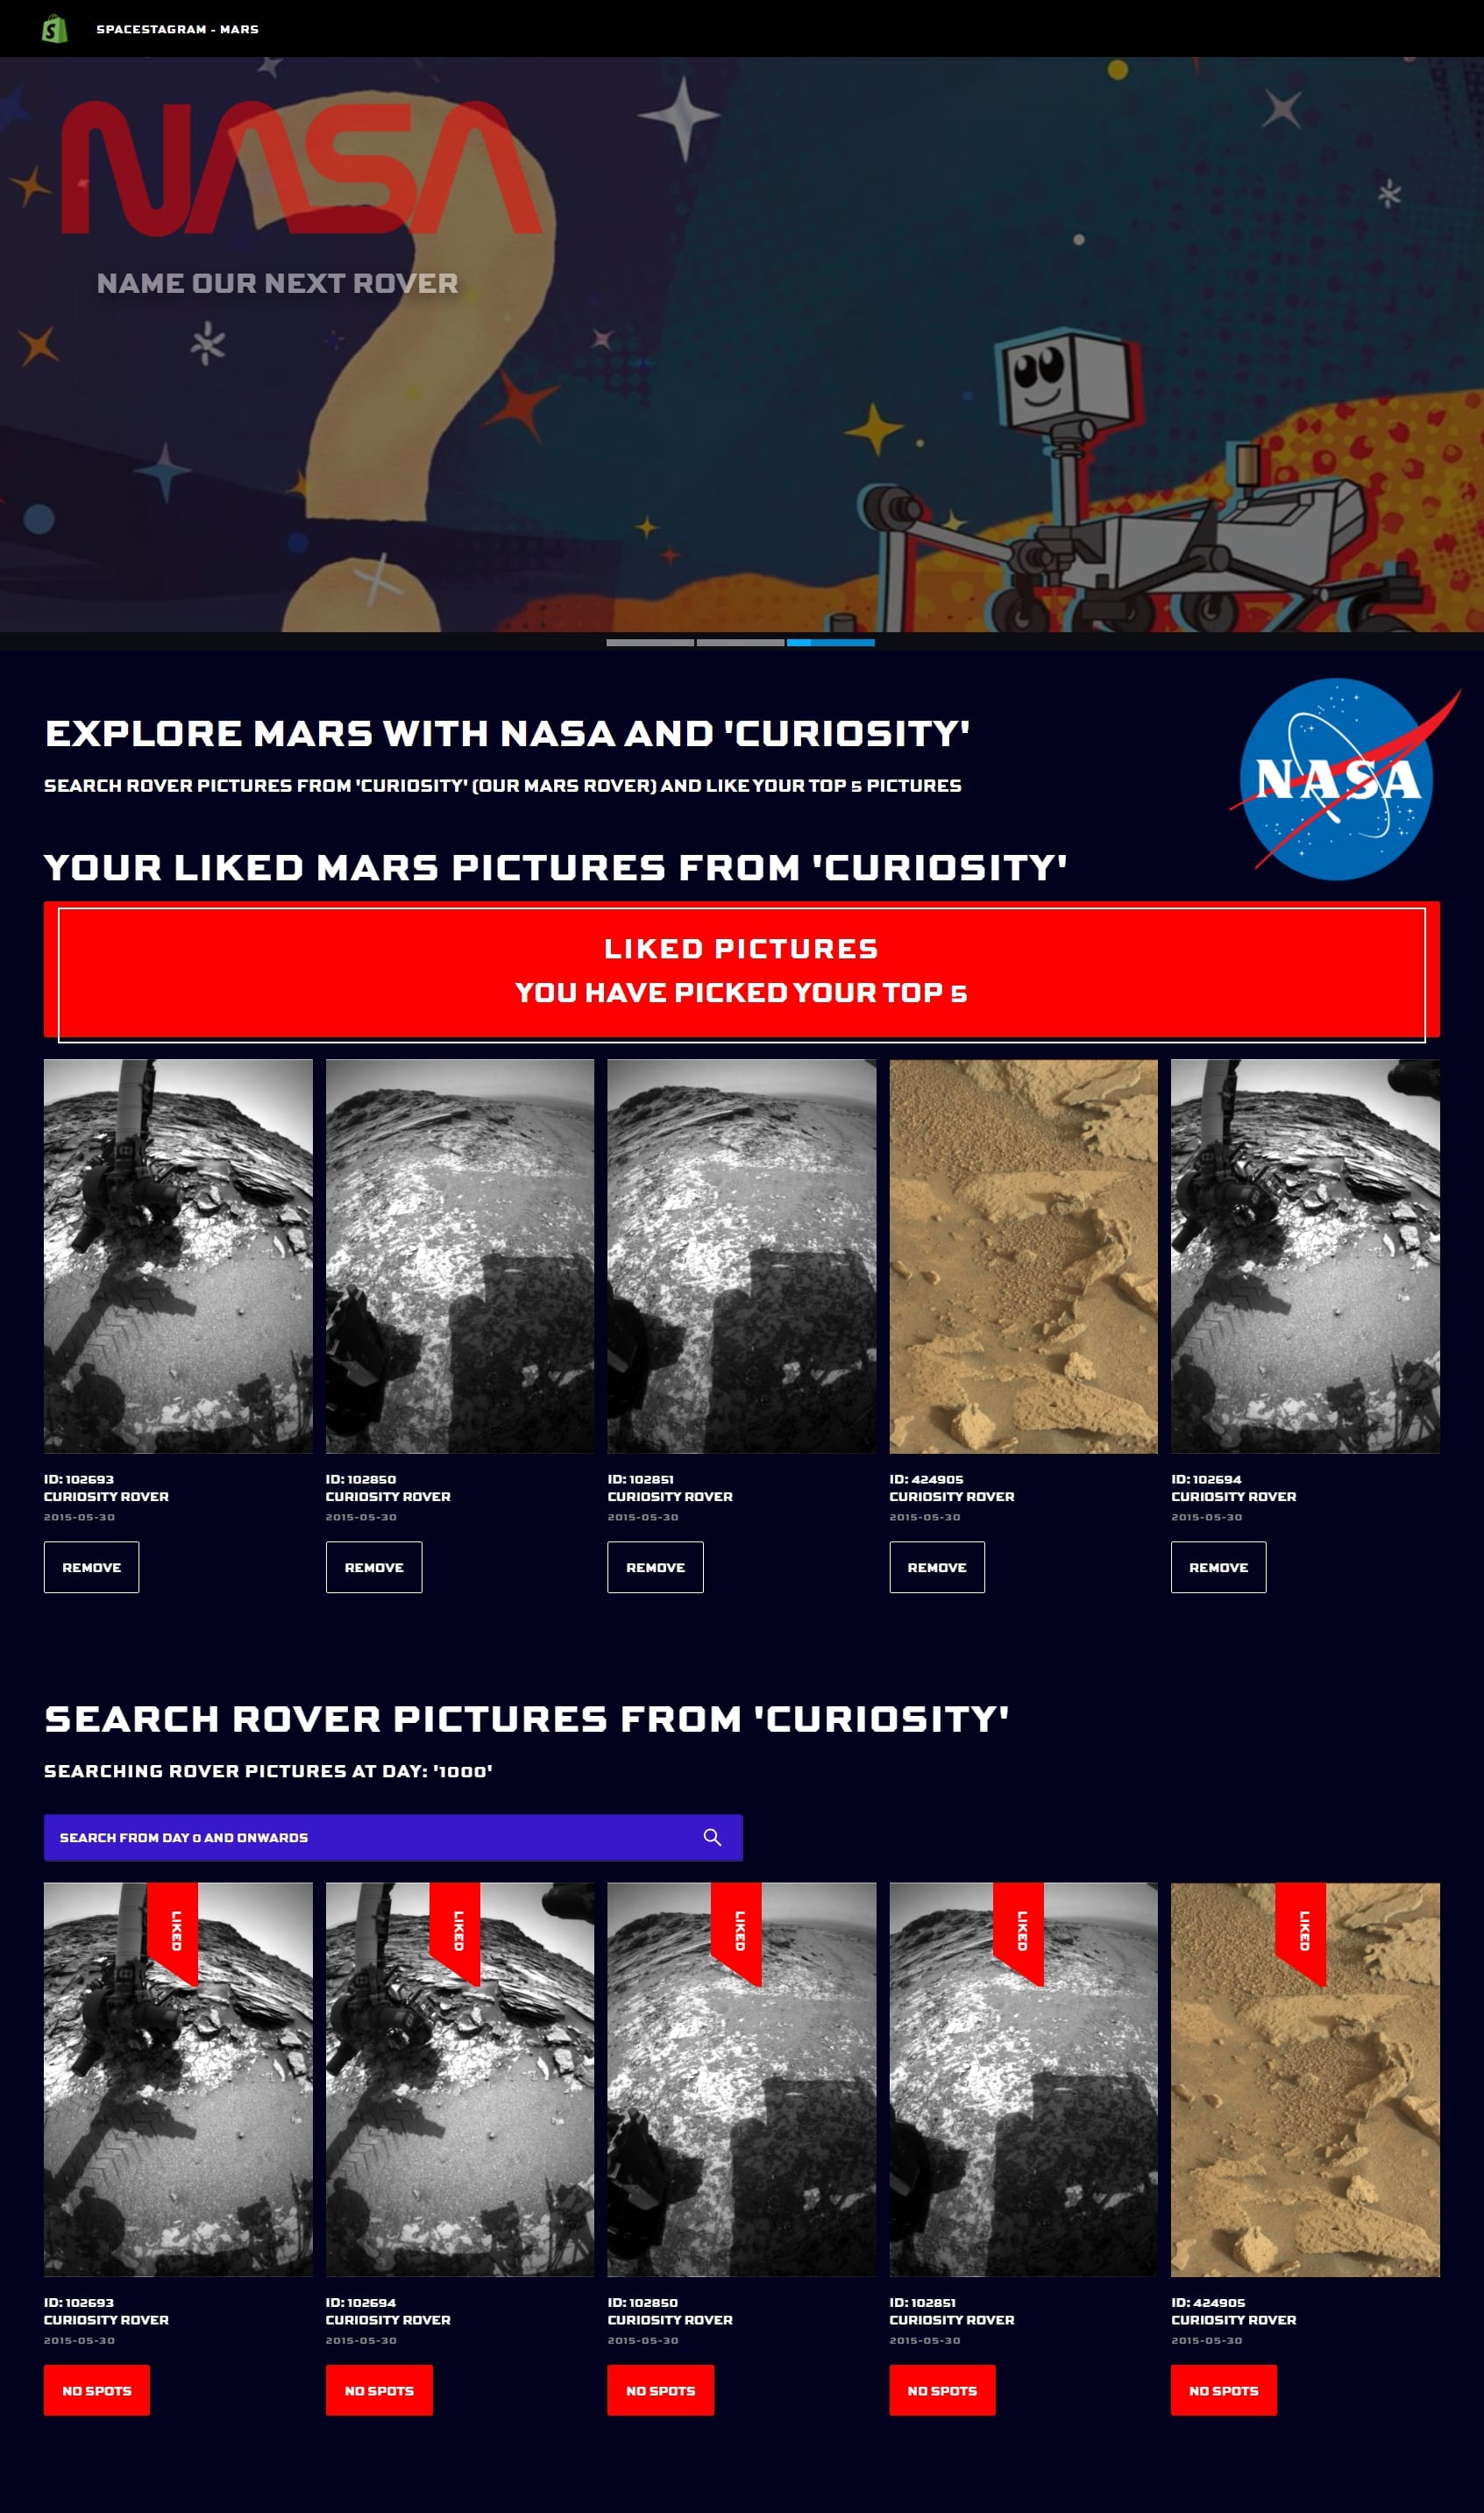 SPACESTAGRAM - MARS
NASA
NAME OUR NEXT ROVER
EXPLORE MARS WITH NASA AND 'CURIOSITY'
SEARCH ROVER PICTURES FROM 'CURIOSITY' (OUR MARS ROVER) AND LIKE YOUR TOP 5 PICTURES
NASA
YOUR LIKED MARS PICTURES FROM 'CURIOSITY'
LIKED PICTURES
YOU HAVE PICKED YOUR TOP 5
ID: 102693
CURIOSITY ROVER
2015-05-30
REMOVE
ID: 102850
CURIOSITY ROVER
2015-05-30
REMOVE
ID: 102851
CURIOSITY ROVER
2015-05-30
REMOVE
ID: 424905
CURIOSITY ROVER
2015-05-30
REMOVE
ID: 102694
CURIOSITY ROVER
2015-05-30
REMOVE
SEARCH ROVER PICTURES FROM 'CURIOSITY'
SEARCHING ROVER PICTURES AT DAY: '1000'
SEARCH FROM DAY 0 AND ONWARDS
LIKED
ID: 102693
CURIOSITY ROVER
2015-05-30
NO SPOTS
LIKED
ID: 102694
CURIOSITY ROVER
2015-05-30
NO SPOTS
LIKED
ID: 102850
CURIOSITY ROVER
2015-05-30
NO SPOTS
LIKED
ID: 102851
CURIOSITY ROVER
2015-05-30
NO SPOTS
LIKED
ID: 424905
CURIOSITY ROVER
2015-05-30
NO SPOTS